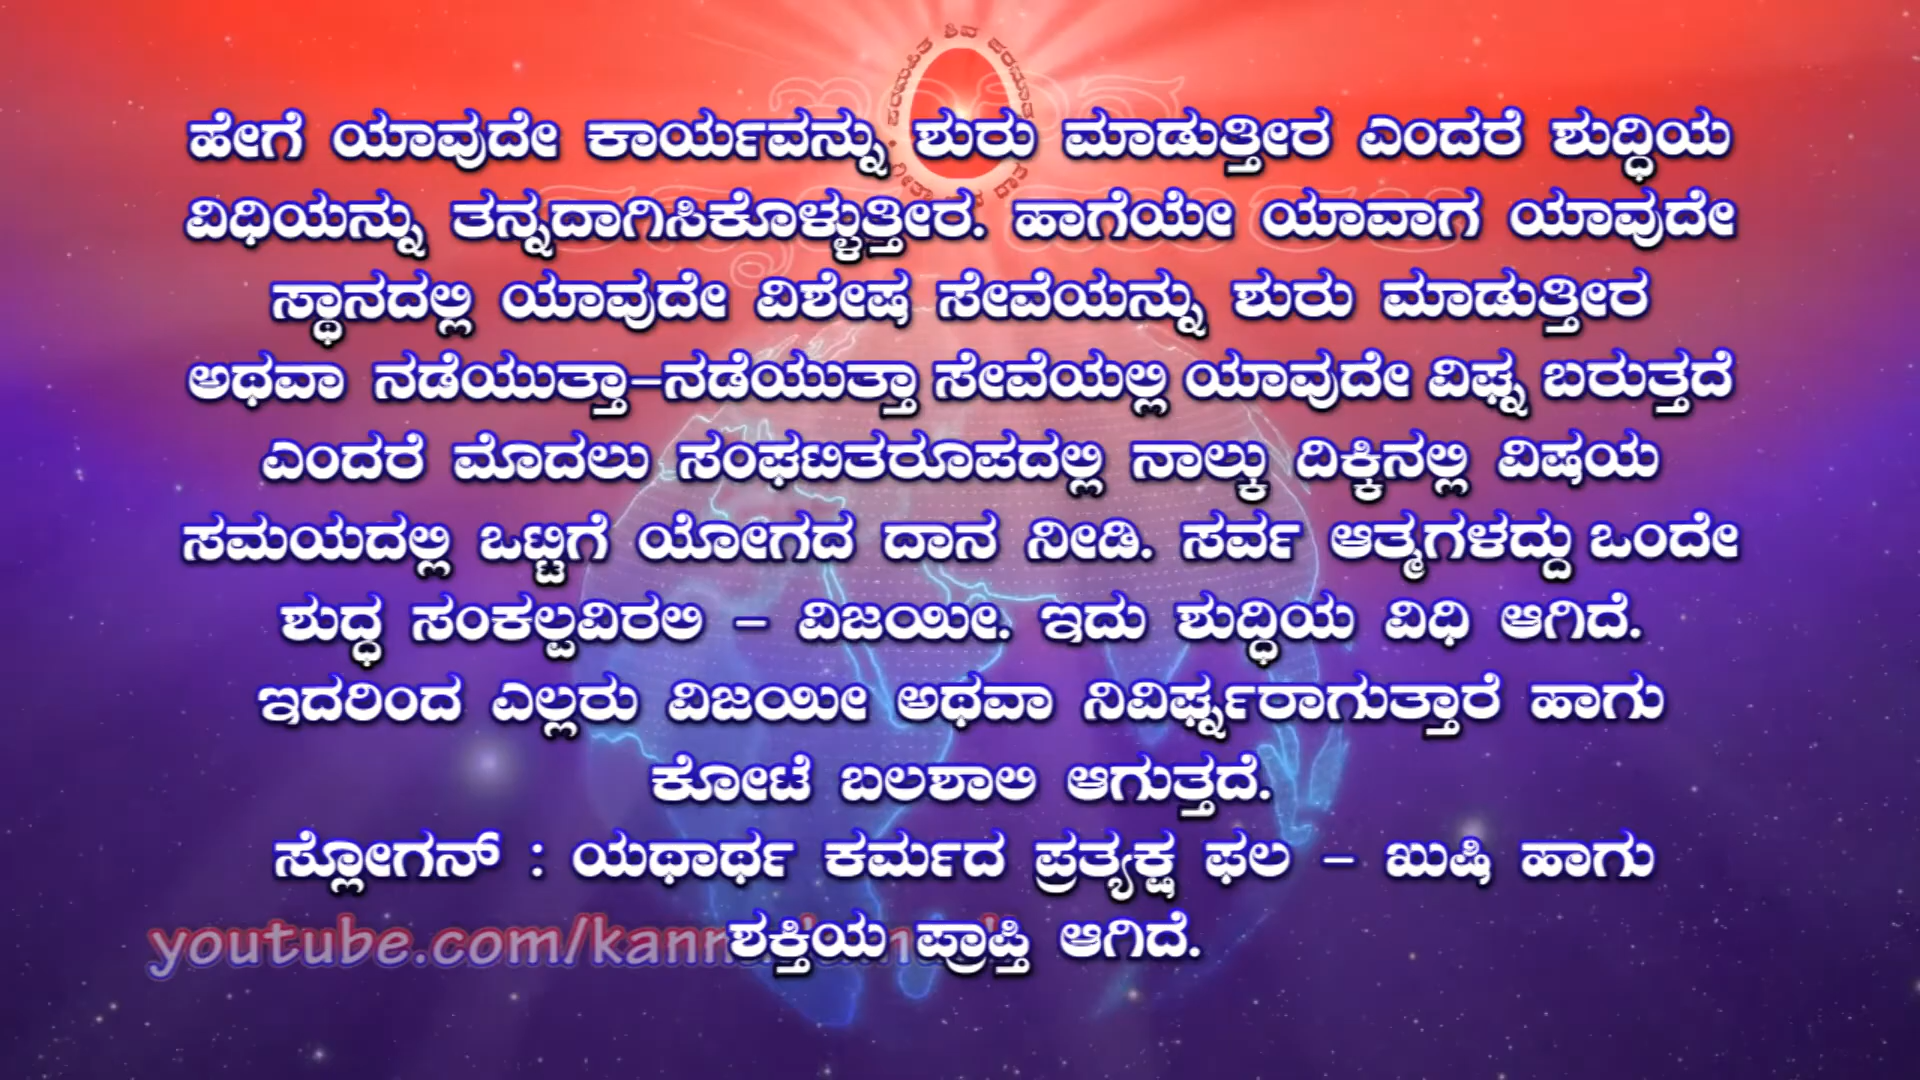 ಹೇಗೆ ಯಾವುದೇ ಕಾರ್ಯವನ್ನು ಶುರು ಮಾಡುತ್ತೀರ ಎಂದರೆ ಶುದ್ಧಿಯ
ವಿಧಿಯನ್ನು ತನ್ನದಾಗಿಸಿಕೊಳ್ಳುತ್ತೀರ. ಹಾಗೆಯೇ ಯಾವಾಗ ಯಾವುದೇ
ಸ್ಥಾನದಲ್ಲಿ ಯಾವುದೇ ವಿಶೇಷ ಸೇವೆಯನ್ನು ಶುರು ಮಾಡುತ್ತೀರ
ಅಥವಾ ನಡೆಯುತ್ತಾ–ನಡೆಯುತ್ತಾ ಸೇವೆಯಲ್ಲಿ ಯಾವುದೇ ವಿಘ್ನ ಬರುತ್ತದೆ
ಎಂದರೆ ಮೊದಲು ಸಂಘಟಿತರೂಪದಲ್ಲಿ ನಾಲ್ಕು ದಿಕ್ಕಿನಲ್ಲಿ ವಿಷಯ
ಸಮಯದಲ್ಲಿ ಒಟ್ಟಿಗೆ ಯೋಗದ ದಾನ ನೀಡಿ. ಸರ್ವ ಆತ್ಮಗಳದ್ದು ಒಂದೇ
ಶುದ್ಧ ಸಂಕಲ್ಪವಿರಲಿ – ವಿಜಯೀ. ಇದು ಶುದ್ಧಿಯ ವಿಧಿ ಆಗಿದೆ.
ಇದರಿಂದ ಎಲ್ಲರು ವಿಜಯೀ ಅಥವಾ ನಿರ್ವಿಘ್ನರಾಗುತ್ತಾರೆ ಹಾಗು
ಕೋಟೆ ಬಲಶಾಲಿ ಆಗುತ್ತದೆ.
ಸ್ಲೋಗನ್ : ಯಥಾರ್ಥ ಕರ್ಮದ ಪ್ರತ್ಯಕ್ಷ ಫಲ – ಖುಷಿ ಹಾಗು
ಶಕ್ತಿಯ ಪ್ರಾಪ್ತಿ ಆಗಿದೆ.